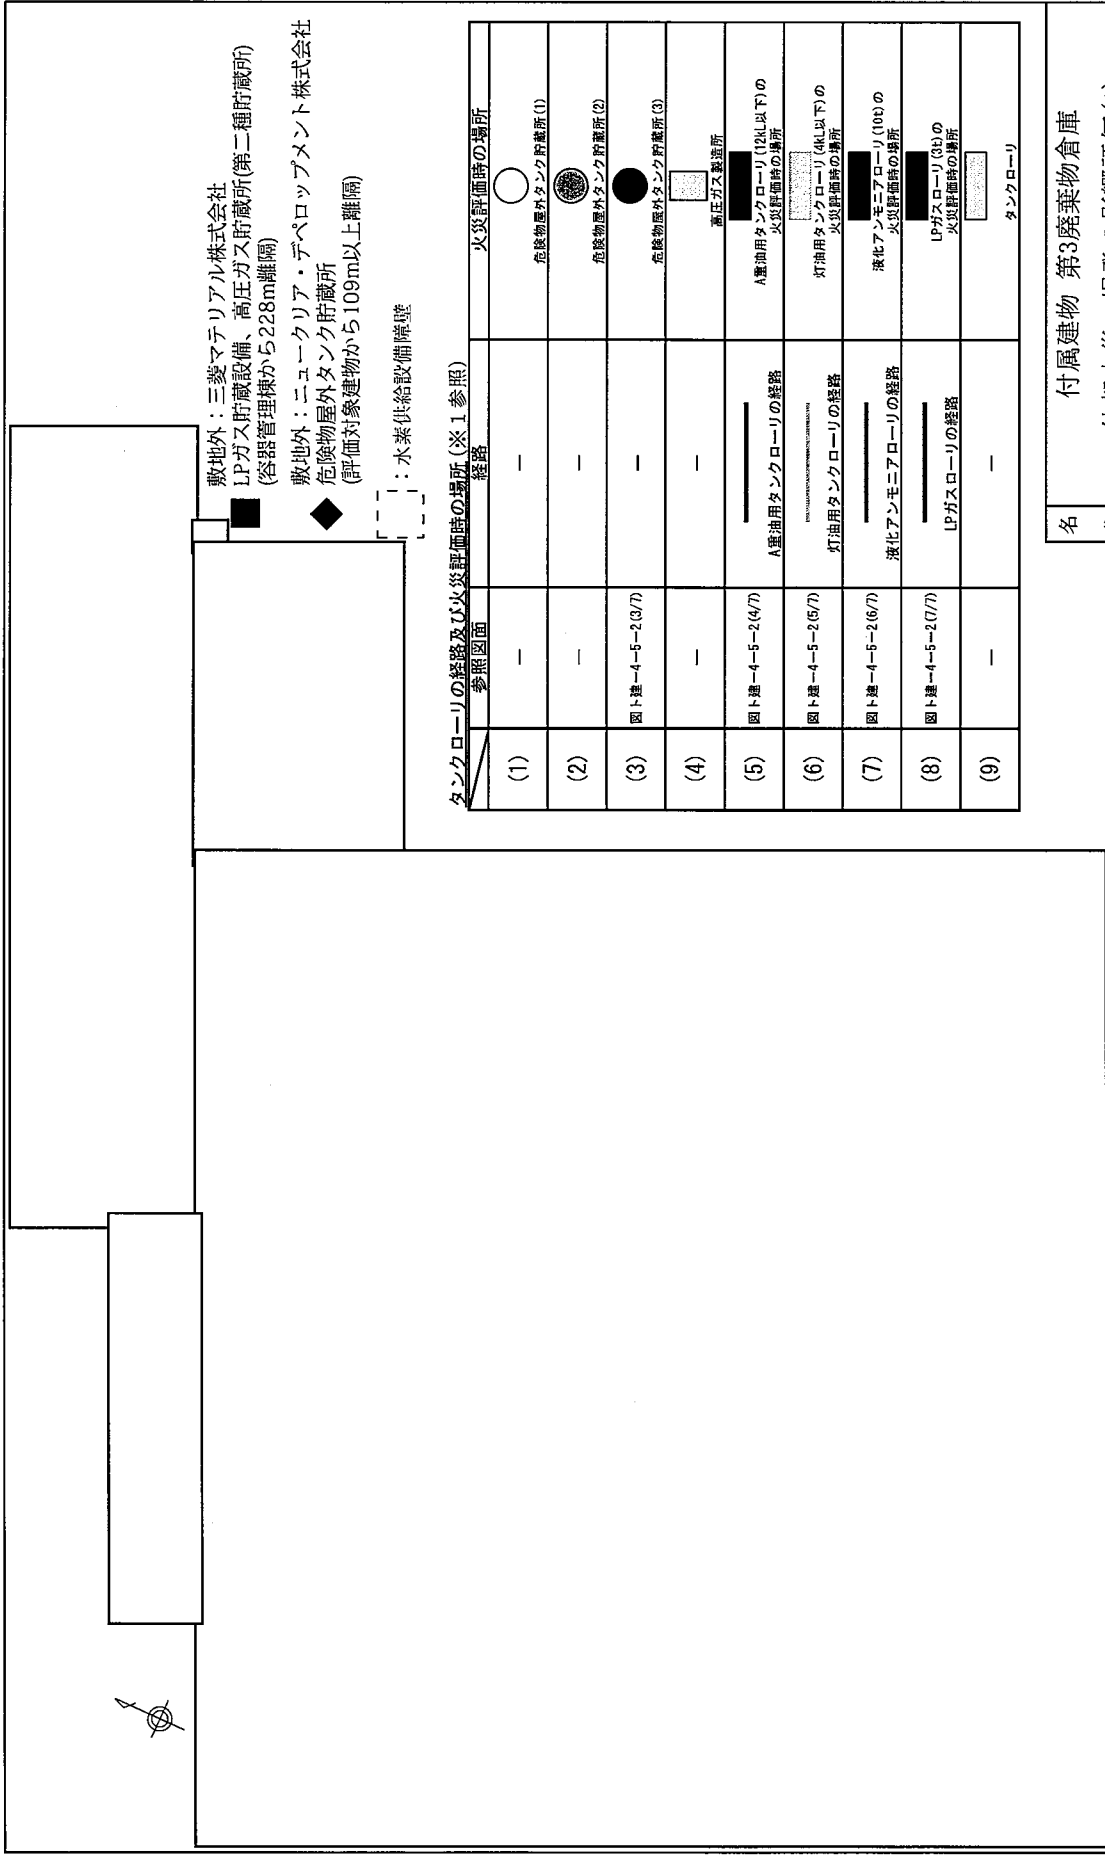 敷地外：三菱マテリアル株式会社
LPガス貯蔵設備、高圧ガス貯蔵所(第二種貯蔵所)
(容器管理棟から228m離隔)
敷地外：ニュークリア・デベロップメント株式会社
危険物屋外タンク貯蔵所
(評価対象建物から109m以上離隔)
：水素供給設備障壁
タンクローリの経路及び火災評価時の場所 (※1参照)
参照図面 経路 火災評価時の場所
(1) － － 危険物屋外タンク貯蔵所(1)
(2) － － 危険物屋外タンク貯蔵所(2)
(3) 図ト建－4－5－2(3/7) － 危険物屋外タンク貯蔵所(3)
(4) － － 高圧ガス製造所
(5) 図ト建－4－5－2(4/7) A重油用タンクローリの経路 A重油用タンクローリ(12kL以下)の
火災評価時の場所
(6) 図ト建－4－5－2(5/7) 灯油用タンクローリの経路 灯油用タンクローリ(4kL以下)の
火災評価時の場所
(7) 図ト建－4－5－2(6/7) 液化アンモニアローリの経路 液化アンモニアローリ(10t)の
火災評価時の場所
(8) 図ト建－4－5－2(7/7) LPガスローリの経路 LPガスローリ(3t)の
火災評価時の場所
(9) － － タンクローリ
名 付属建物 第3廃棄物倉庫